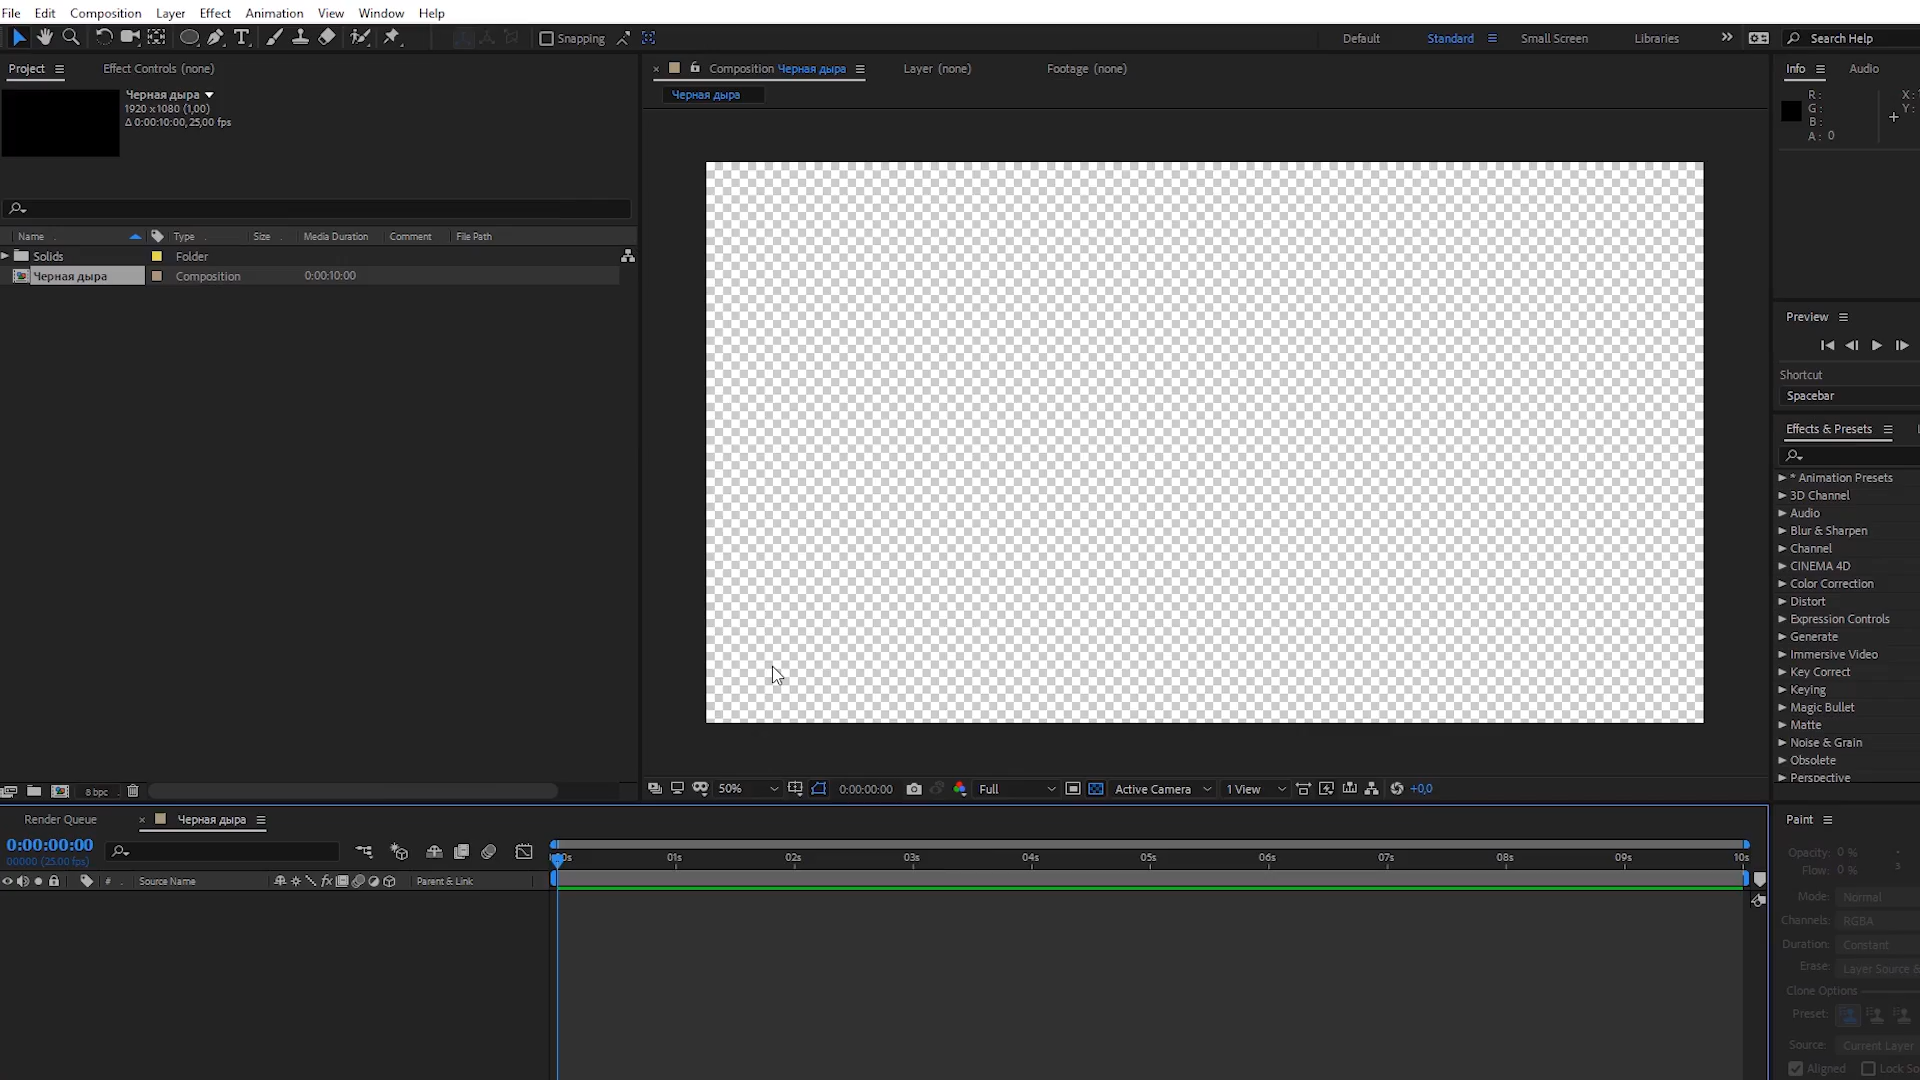 File Edit Composition Layer Effect Animation View Window Help
Snapping
Default Standard Small Screen Libraries Search Help
Project Effect Controls (none)
Composition Черная дыра Layer (none) Footage (none)
Info Audio
Черная дыра
1920 x 1080 (1,00)
Δ 0:00:10:00, 25,00 fps
Черная дыра
R :
G :
B :
A : 0
X :
Y :
Name Type Size Media Duration Comment File Path
Solids Folder
Черная дыра Composition 0:00:10:00
Preview
Shortcut
Spacebar
Effects & Presets
* Animation Presets
3D Channel
Audio
Blur & Sharpen
Channel
CINEMA 4D
Color Correction
Distort
Expression Controls
Generate
Immersive Video
Key Correct
Keying
Magic Bullet
Matte
Noise & Grain
Obsolete
Perspective
8 bpc
50% 0:00:00:00 Full Active Camera 1 View +0,0
Render Queue Черная дыра
0:00:00:00
00000 (25.00 fps)
01s 02s 03s 04s 05s 06s 07s 08s 09s 10s
# Source Name fx Parent & Link
Paint
Opacity: 0 %
Flow: 0 % 3
Mode: Normal
Channels: RGBA
Duration: Constant
Erase: Layer Source &
Clone Options
Preset:
Source: Current Layer
Aligned Lock So